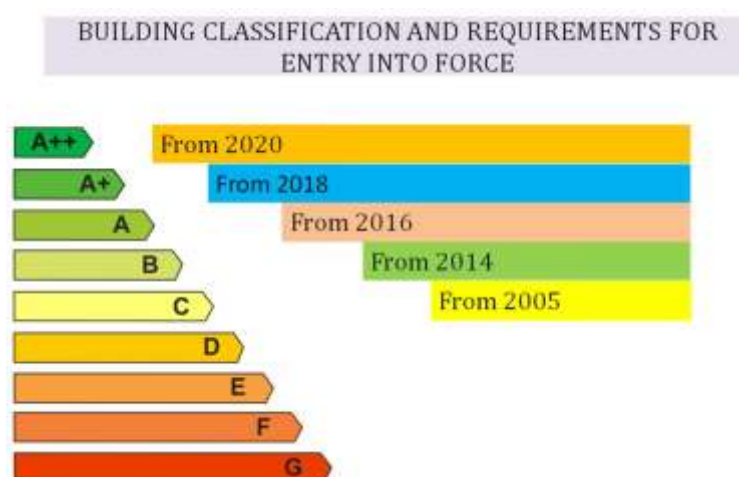 BUILDING CLASSIFICATION AND REQUIREMENTS FOR
ENTRY INTO FORCE
A++ From 2020
A+ From 2018
A From 2016
B From 2014
C From 2005
D
E
F
G